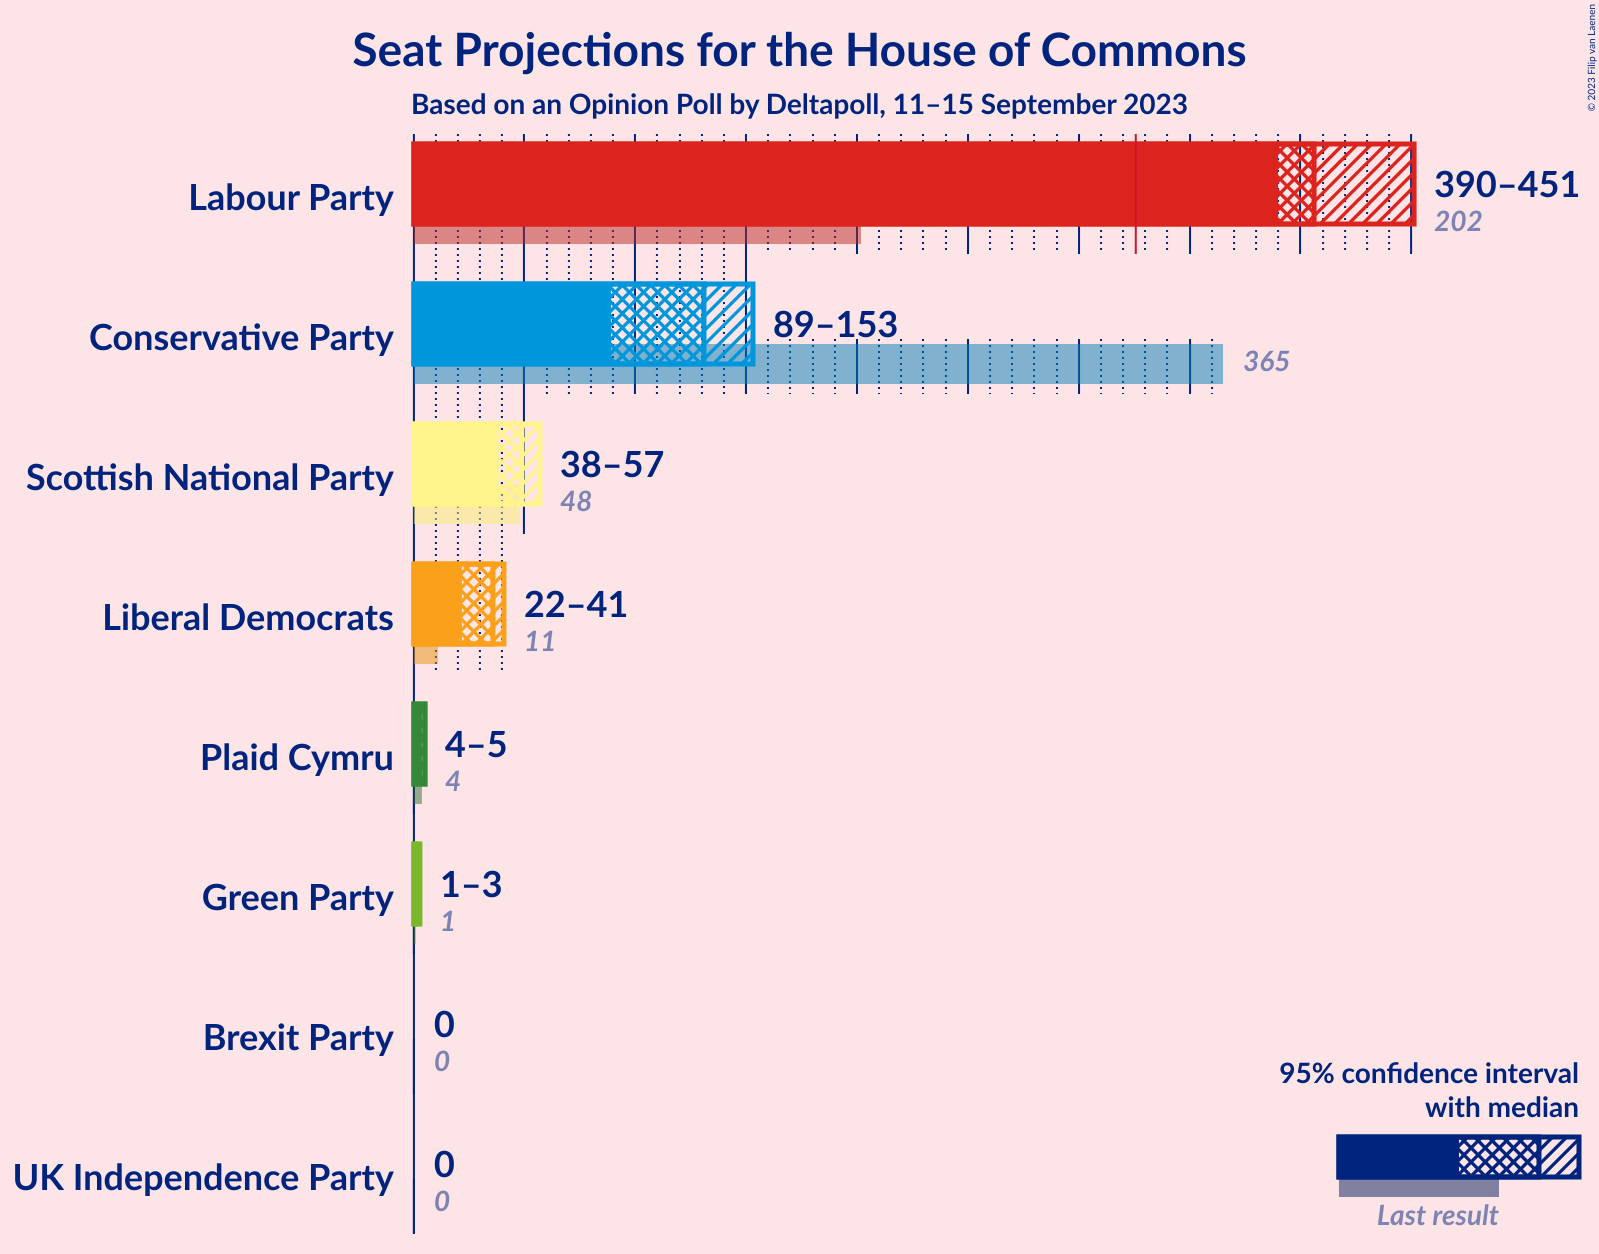 Seat Projections for the House of Commons
Based on an Opinion Poll by Deltapoll, 11–15 September 2023
© 2023 Filip van Laenen
Labour Party
390–451
202
Conservative Party
89–153
365
Scottish National Party
38–57
48
Liberal Democrats
22–41
11
Plaid Cymru
4–5
4
Green Party
1–3
1
Brexit Party
0
0
UK Independence Party
0
0
95% confidence interval
with median
Last result